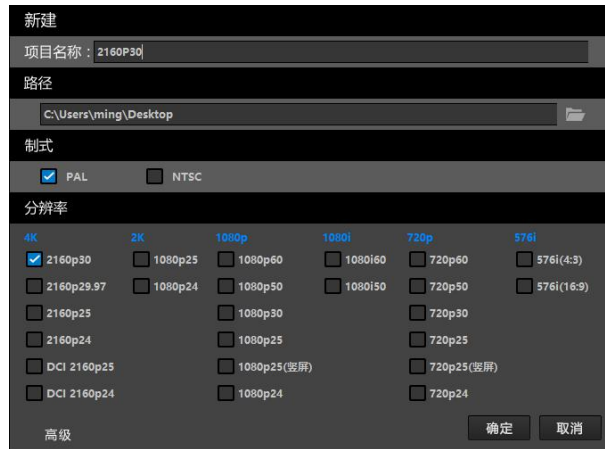 新建
项目名称：2160P30
路径
C:\Users\ming\Desktop
制式
PAL NTSC
分辨率
4K 2K 1080p 1080i 720p 576i
2160p30 1080p25 1080p60 1080i60 720p60 576i(4:3)
2160p29.97 1080p24 1080p50 1080i50 720p50 576i(16:9)
2160p25 1080p30 720p30
2160p24 1080p25 720p25
DCI 2160p25 1080p25(竖屏) 720p25(竖屏)
DCI 2160p24 1080p24 720p24
高级 确定 取消